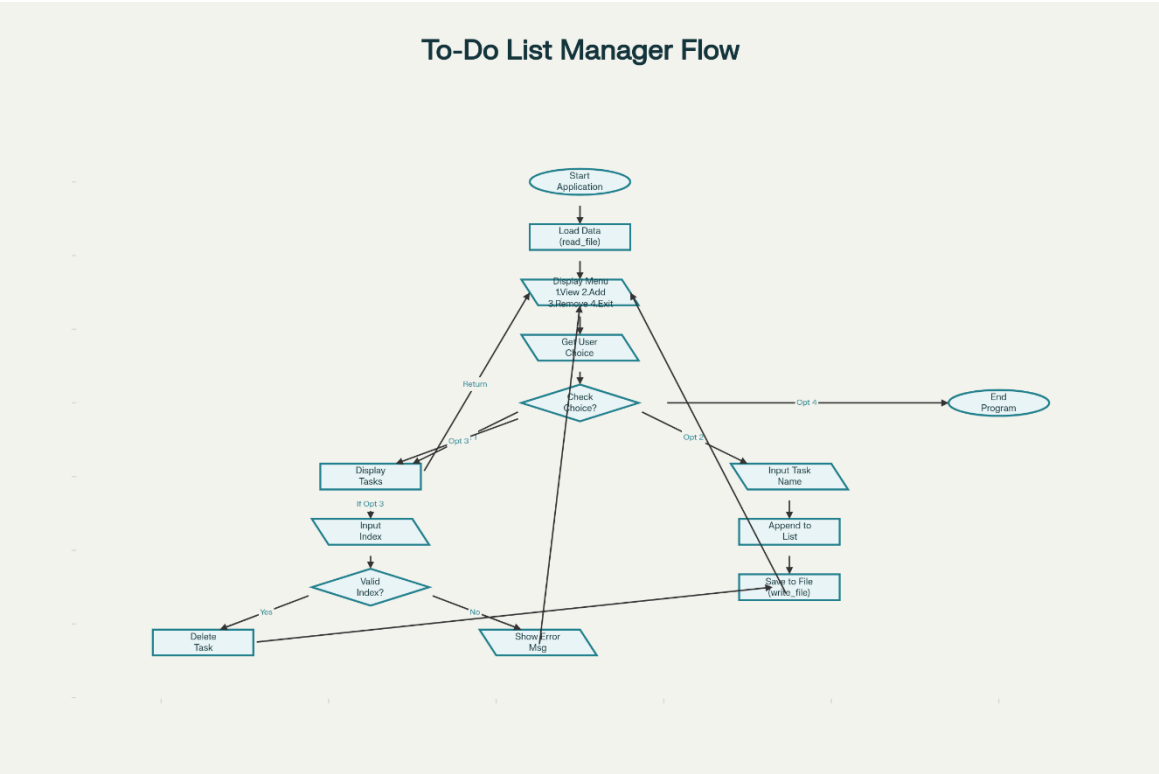 To-Do List Manager Flow
Start
Application
Load Data
(read_file)
Display Menu
1.View 2.Add
3.Remove 4.Exit
Get User
Choice
Return
Check
Choice?
Opt 4
End
Program
Opt 3
Opt 2
Display
Tasks
Input Task
Name
If Opt 3
Input
Index
Append to
List
Valid
Index?
Save to File
(write_file)
Yes
No
Delete
Task
Show Error
Msg